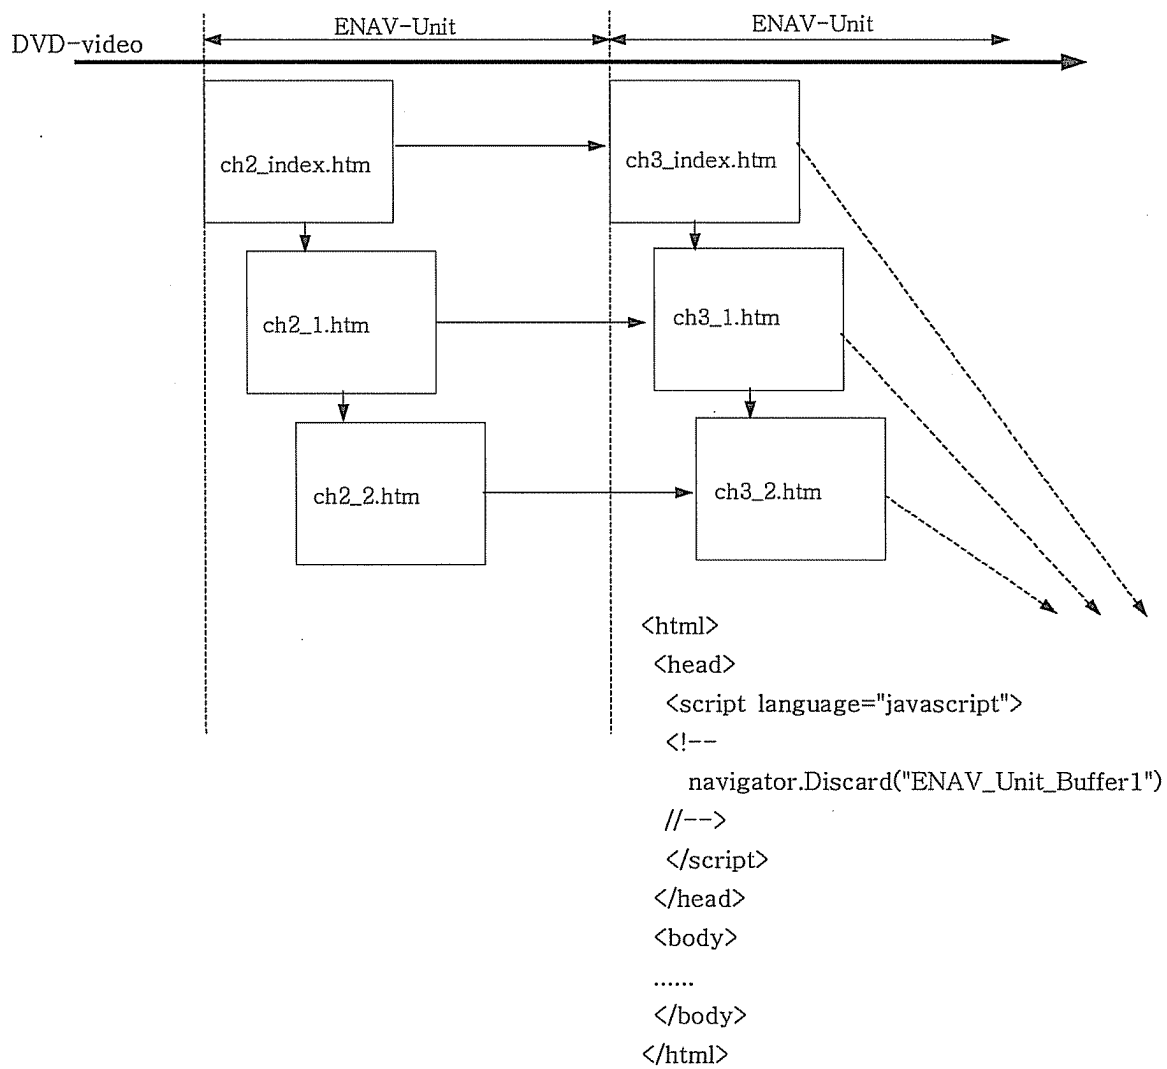 ENAV-Unit
ENAV-Unit
DVD-video
ch2_index.htm
ch3_index.htm
ch2_1.htm
ch3_1.htm
ch2_2.htm
ch3_2.htm
<html>
<head>
<script language="javascript">
<!--
navigator.Discard("ENAV_Unit_Buffer1")
//-->
</script>
</head>
<body>
......
</body>
</html>